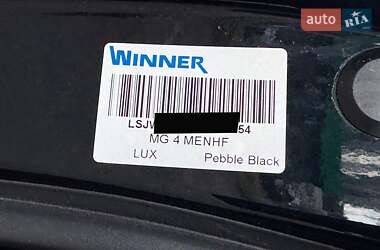 auto RIA
WINNER
LSJW 54
MG 4 MENHF
LUX Pebble Black